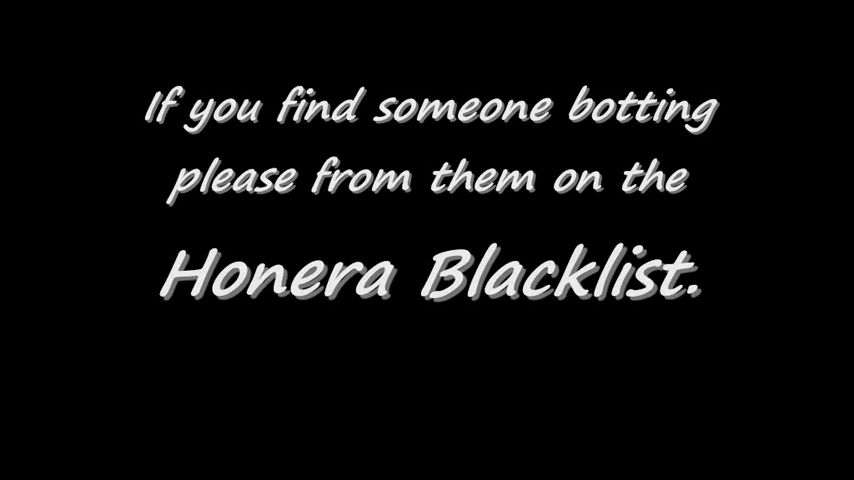 If you find someone botting
please from them on the
Honera Blacklist.